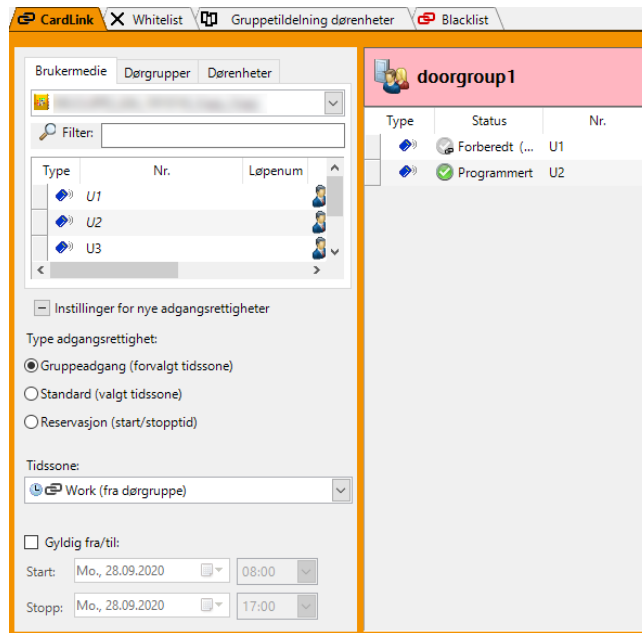 CardLink Whitelist Gruppetildelning dørenheter Blacklist
Brukermedie Dørgrupper Dørenheter
Filter:
Type Nr. Løpenum
U1
U2
U3
Instillinger for nye adgangsrettigheter
Type adgangsrettighet:
Gruppeadgang (forvalgt tidssone)
Standard (valgt tidssone)
Reservasjon (start/stopptid)
Tidssone:
Work (fra dørgruppe)
Gyldig fra/til:
Start: Mo., 28.09.2020 08:00
Stopp: Mo., 28.09.2020 17:00
doorgroup1
Type Status Nr.
Forberedt (... U1
Programmert U2